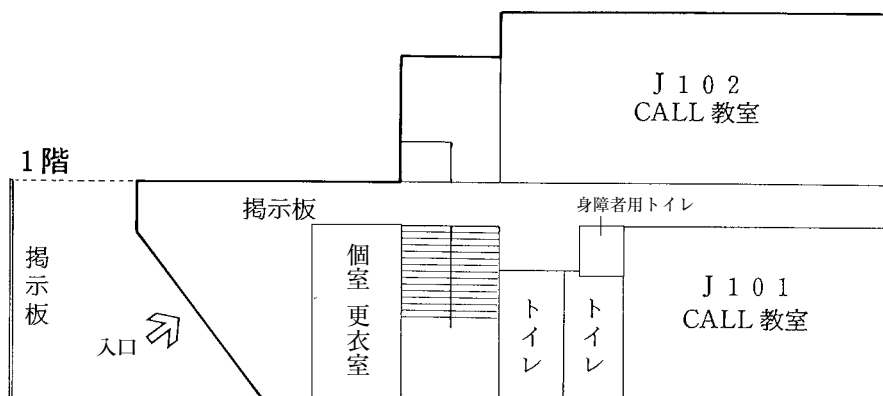 J102
CALL 教室
1階
掲示板
身障者用トイレ
掲示板
個室 更衣室
J101
CALL 教室
トイレ
トイレ
入口